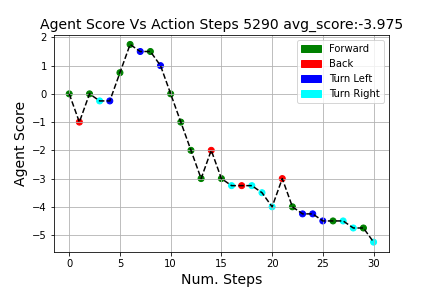 Agent Score Vs Action Steps 5290 avg_score:-3.975
Agent Score
2
1
0
−1
−2
−3
−4
−5
Forward
Back
Turn Left
Turn Right
0
5
10
15
20
25
30
Num. Steps